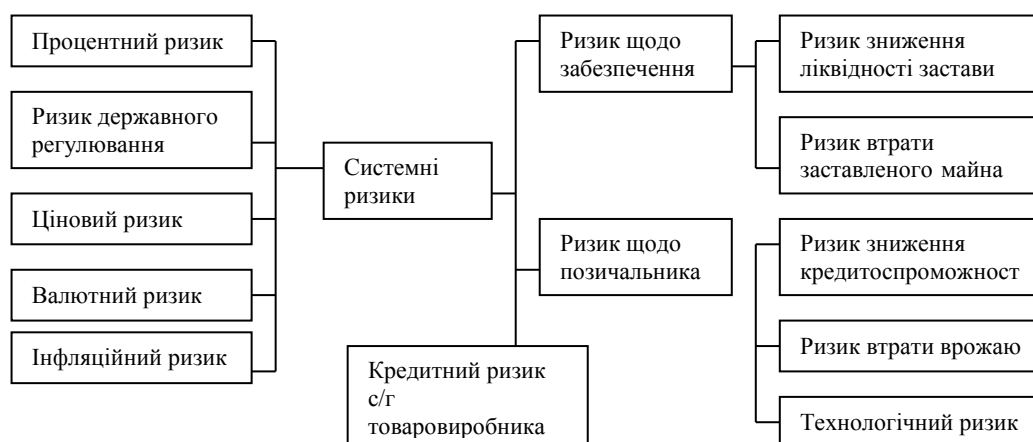 Процентний ризик
Ризик державного
регулювання
Ціновий ризик
Валютний ризик
Інфляційний ризик
Системні
ризики
Кредитний ризик
с/г
товаровиробника
Ризик щодо
забезпечення
Ризик щодо
позичальника
Ризик зниження
ліквідності застави
Ризик втрати
заставленого майна
Ризик зниження
кредитоспроможност
Ризик втрати врожаю
Технологічний ризик